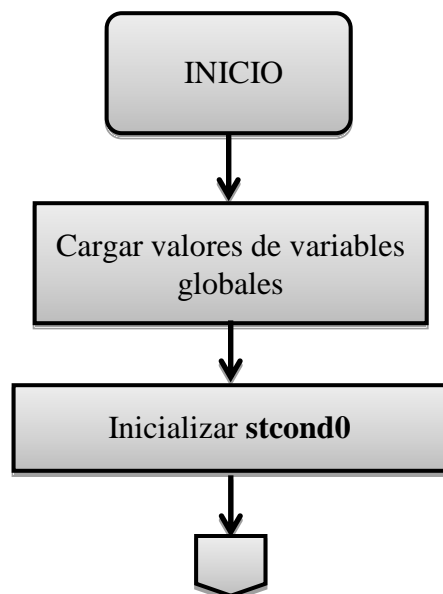 INICIO
Cargar valores de variables
globales
Inicializar stcond0